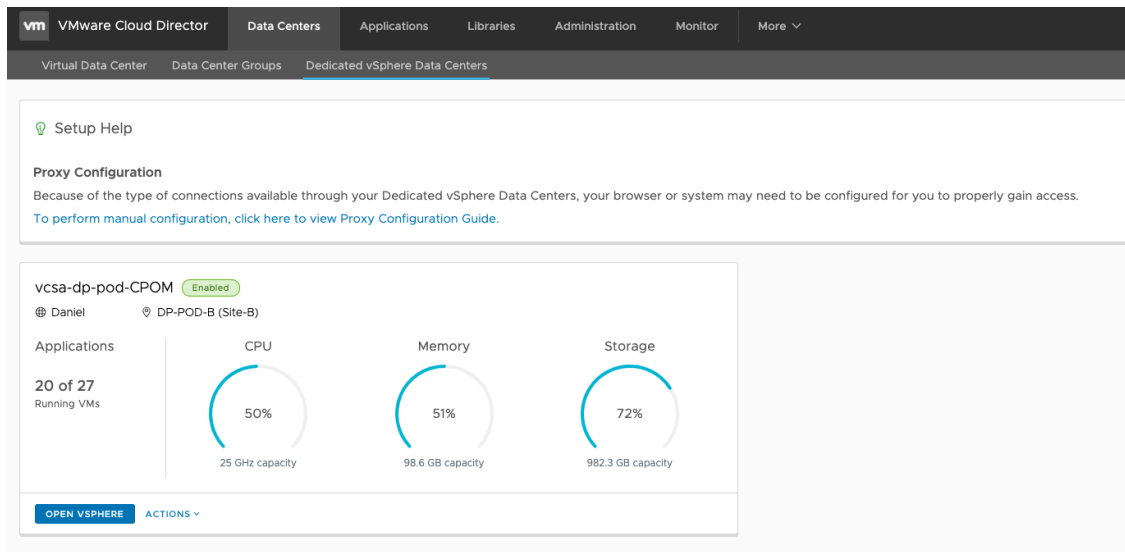 vm VMware Cloud Director Data Centers Applications Libraries Administration Monitor More
Virtual Data Center Data Center Groups Dedicated vSphere Data Centers
Setup Help
Proxy Configuration
Because of the type of connections available through your Dedicated vSphere Data Centers, your browser or system may need to be configured for you to properly gain access.
To perform manual configuration, click here to view Proxy Configuration Guide.
vcsa-dp-pod-CPOM Enabled
Daniel DP-POD-B (Site-B)
Applications CPU Memory Storage
20 of 27
Running VMs
50% 51% 72%
25 GHz capacity 98.6 GB capacity 982.3 GB capacity
OPEN VSPHERE ACTIONS